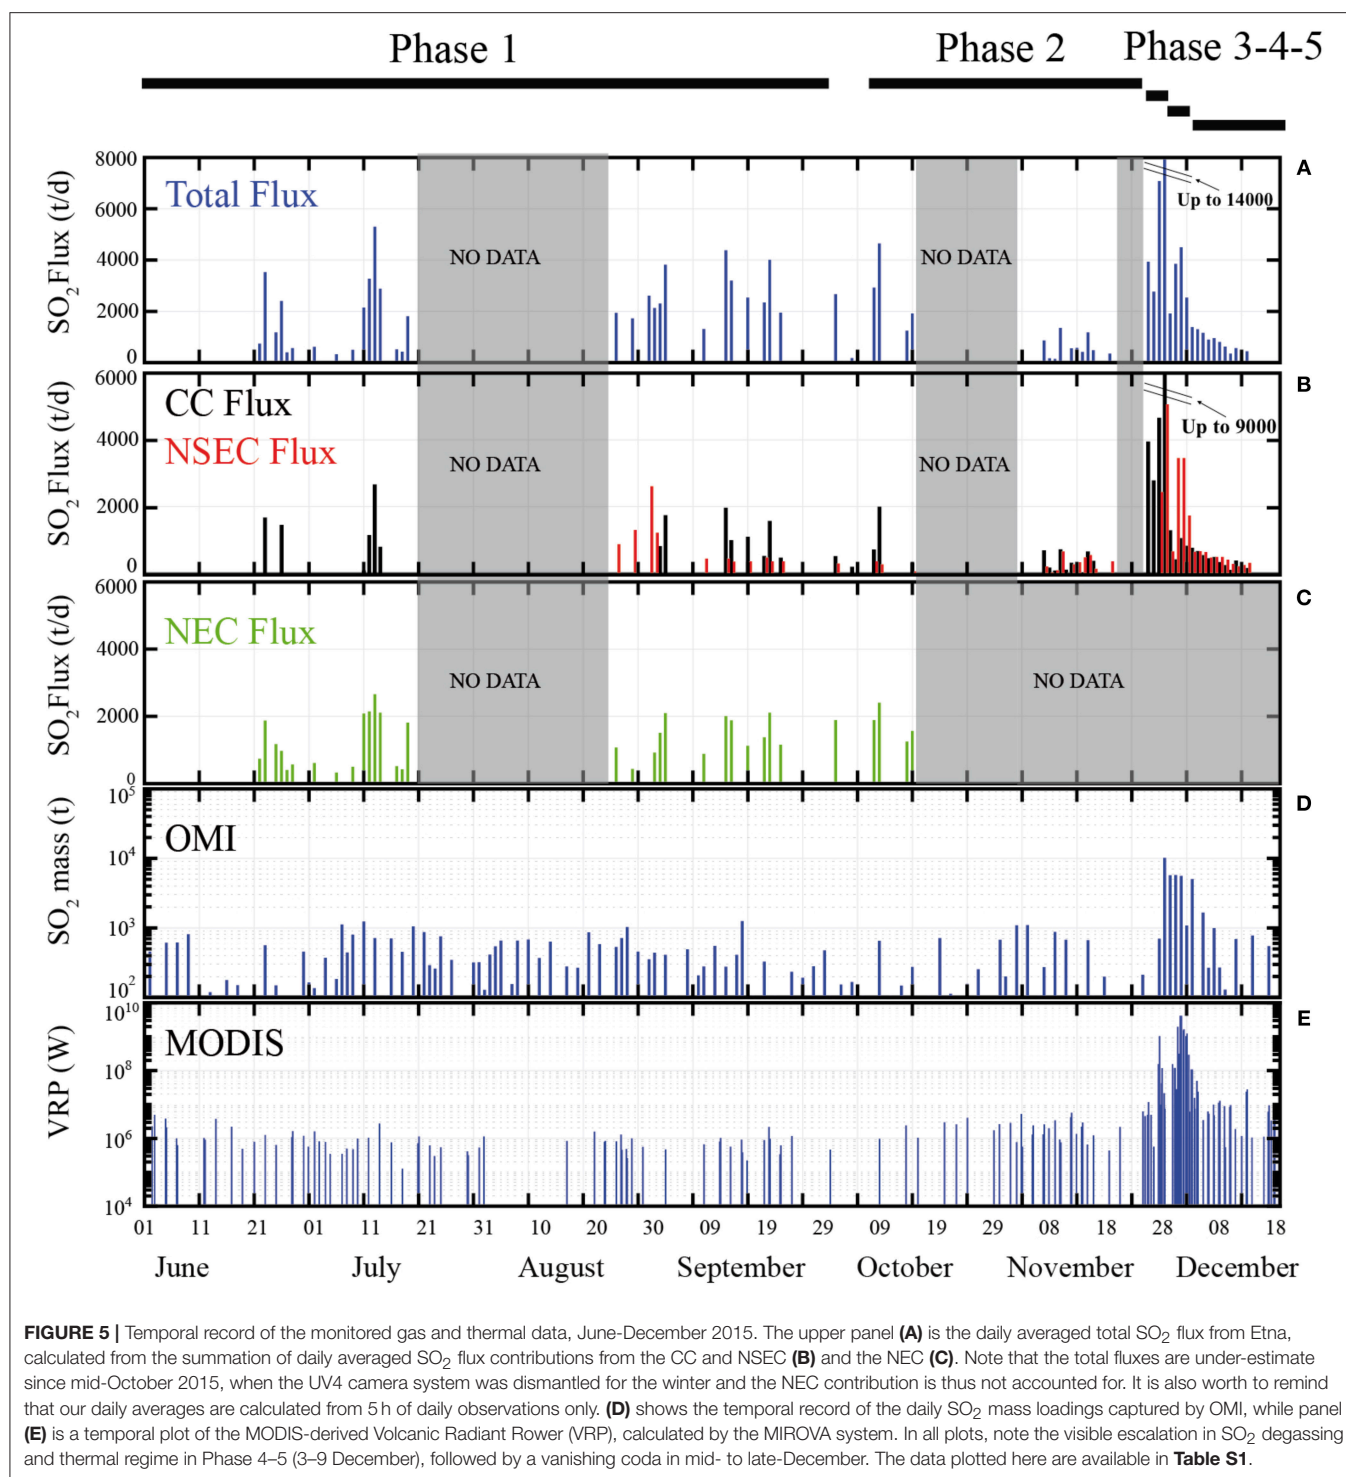 Phase 1
Phase 2
Phase 3-4-5
8000
6000
4000
2000
0
SO2Flux (t/d)
Total Flux
NO DATA
NO DATA
Up to 14000
A
6000
4000
2000
0
SO2Flux (t/d)
CC Flux
NSEC Flux
NO DATA
NO DATA
Up to 9000
B
6000
4000
2000
0
SO2Flux (t/d)
NEC Flux
NO DATA
NO DATA
C
10^5
10^4
10^3
10^2
SO2 mass (t)
OMI
D
10^10
10^8
10^6
10^4
VRP (W)
MODIS
E
01 11 21 01 11 21 31 10 20 30 09 19 29 09 19 29 08 18 28 08 18
June July August September October November December
FIGURE 5 | Temporal record of the monitored gas and thermal data, June-December 2015. The upper panel (A) is the daily averaged total SO2 flux from Etna,
calculated from the summation of daily averaged SO2 flux contributions from the CC and NSEC (B) and the NEC (C). Note that the total fluxes are under-estimate
since mid-October 2015, when the UV4 camera system was dismantled for the winter and the NEC contribution is thus not accounted for. It is also worth to remind
that our daily averages are calculated from 5 h of daily observations only. (D) shows the temporal record of the daily SO2 mass loadings captured by OMI, while panel
(E) is a temporal plot of the MODIS-derived Volcanic Radiant Rower (VRP), calculated by the MIROVA system. In all plots, note the visible escalation in SO2 degassing
and thermal regime in Phase 4–5 (3–9 December), followed by a vanishing coda in mid- to late-December. The data plotted here are available in Table S1.